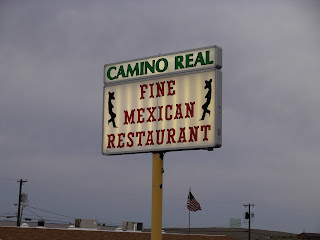 CAMINO REAL
FINE
MEXICAN
RESTAURANT